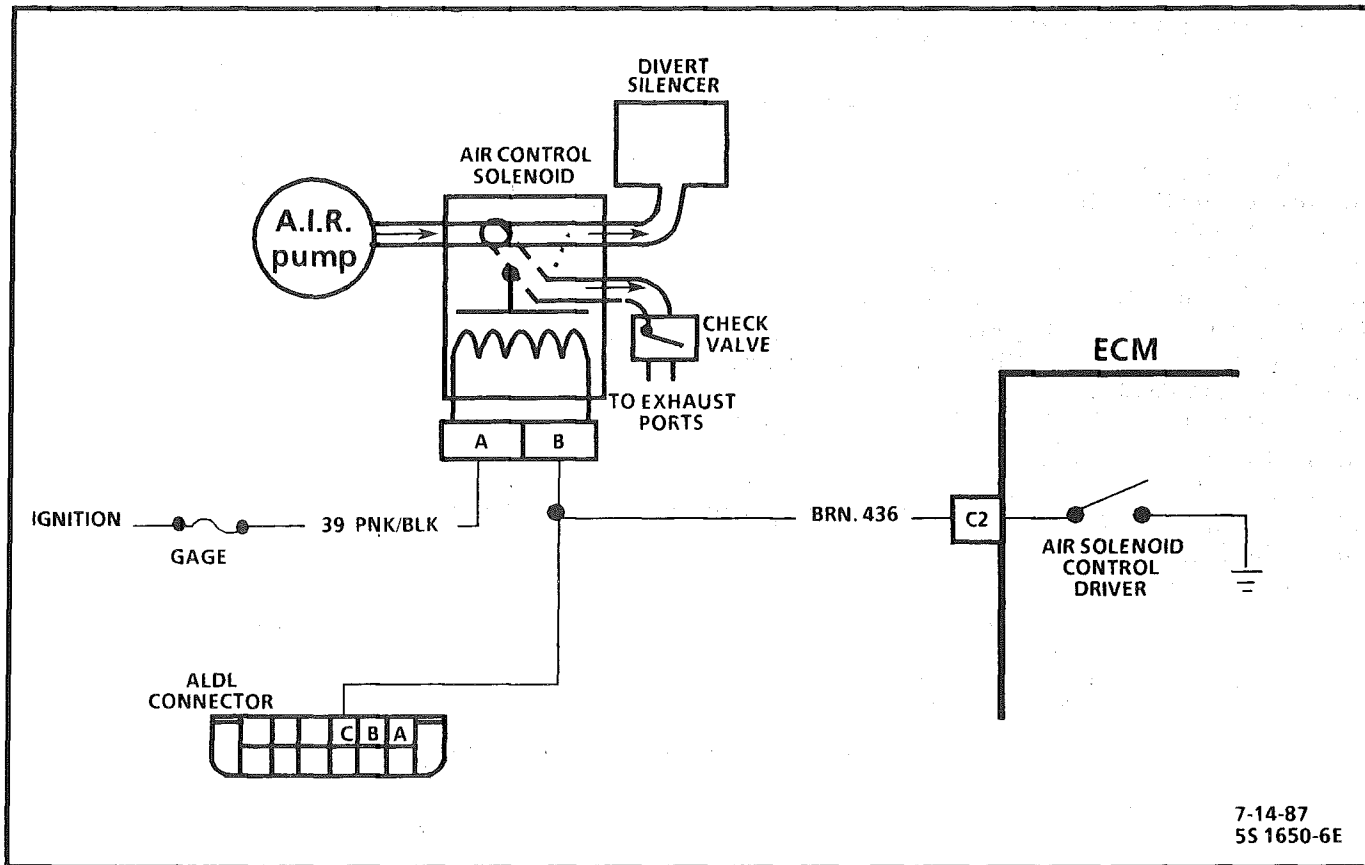 DIVERT
SILENCER
AIR CONTROL
SOLENOID
A.I.R.
pump
CHECK
VALVE
TO EXHAUST
PORTS
ECM
A
B
IGNITION
GAGE
39 PNK/BLK
BRN. 436
C2
AIR SOLENOID
CONTROL
DRIVER
ALDL
CONNECTOR
C B A
7-14-87
5S 1650-6E